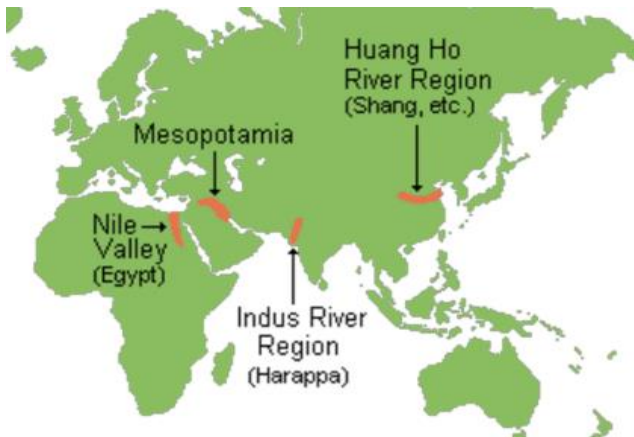 Huang Ho
River Region
(Shang, etc.)
Mesopotamia
Nile
Valley
(Egypt)
Indus River
Region
(Harappa)